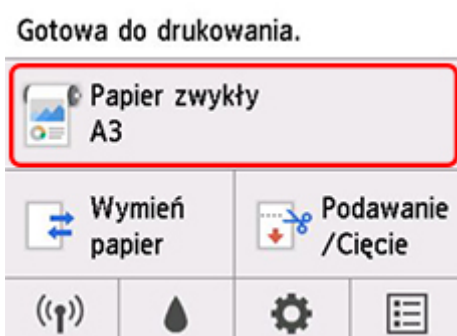 Gotowa do drukowania.
Papier zwykły
A3
Wymień
papier
Podawanie
/Cięcie